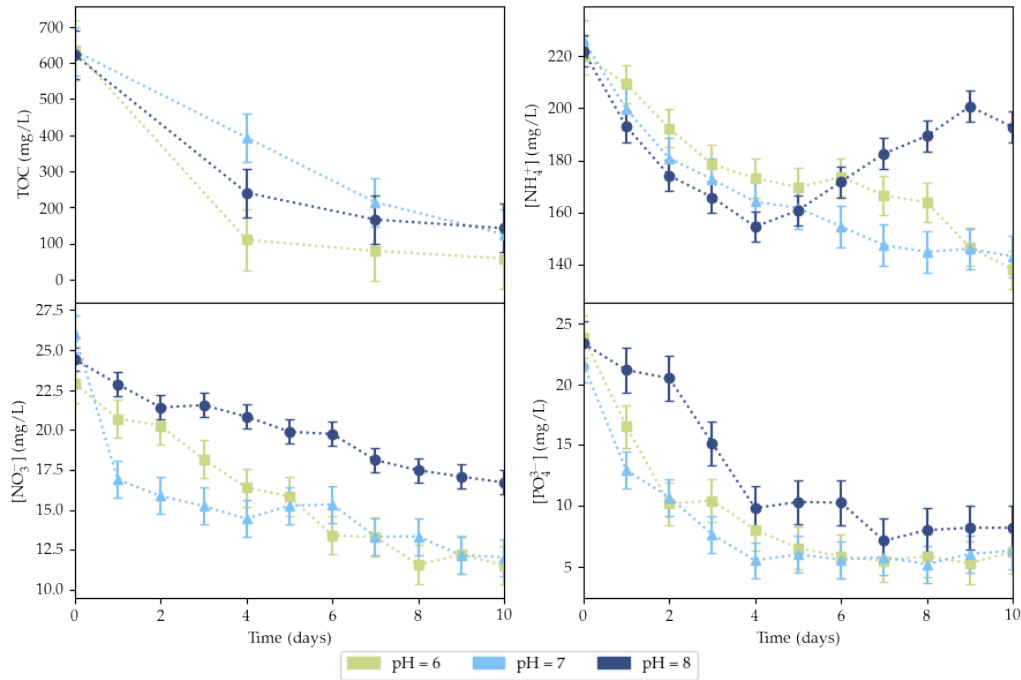 700
600
500
400
300
200
100
0
TOC (mg/L)
220
200
180
160
140
[NH₄⁺] (mg/L)
27.5
25.0
22.5
20.0
17.5
15.0
12.5
10.0
[NO₃⁻] (mg/L)
0 2 4 6 8 10
Time (days)
25
20
15
10
5
[PO₄³⁻] (mg/L)
0 2 4 6 8 10
Time (days)
pH = 6 pH = 7 pH = 8